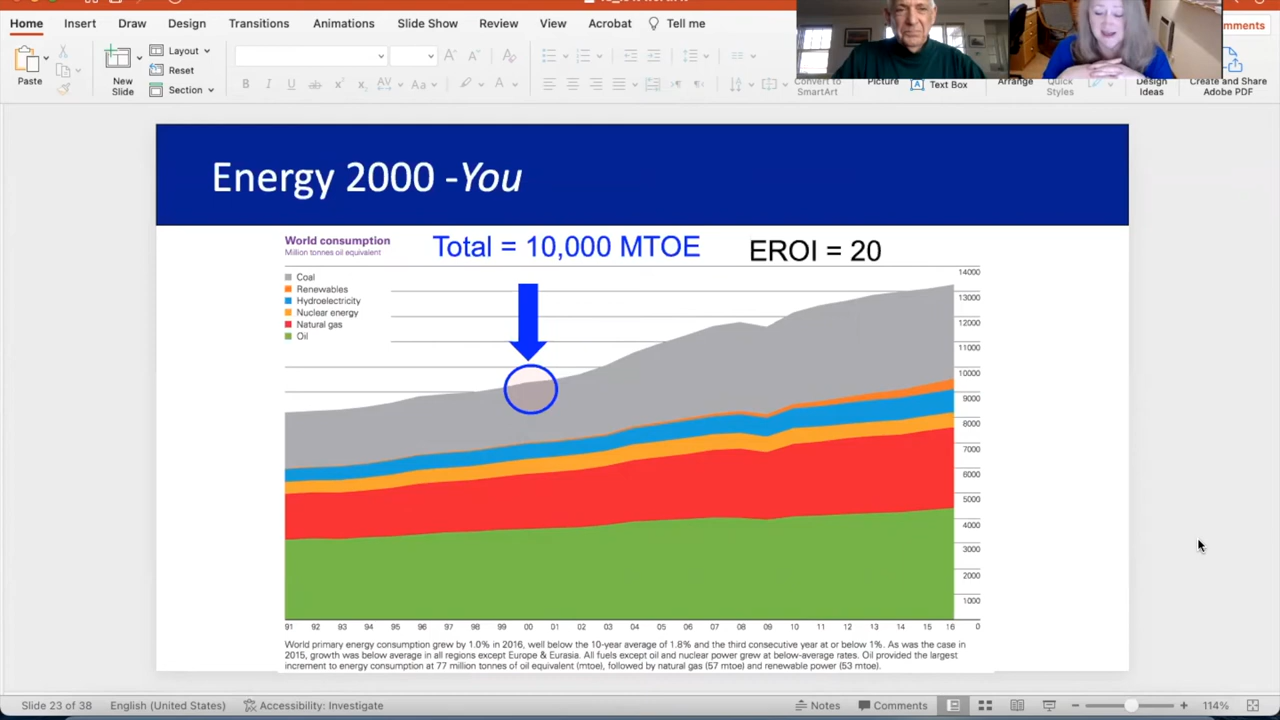 Home Insert Draw Design Transitions Animations Slide Show Review View Acrobat Tell me
Paste
New
Slide
Layout
Reset
Section
Convert to
SmartArt
Picture
Text Box
Arrange
Quick
Styles
Design
Ideas
Create and Share
Adobe PDF
Energy 2000 -You
World consumption
Million tonnes oil equivalent
Total = 10,000 MTOE
EROI = 20
Coal
Renewables
Hydroelectricity
Nuclear energy
Natural gas
Oil
14000
13000
12000
11000
10000
9000
8000
7000
6000
5000
4000
3000
2000
1000
0
91 92 93 94 95 96 97 98 99 00 01 02 03 04 05 06 07 08 09 10 11 12 13 14 15 16
World primary energy consumption grew by 1.0% in 2016, well below the 10-year average of 1.8% and the third consecutive year at or below 1%. As was the case in
2015, growth was below average in all regions except Europe & Eurasia. All fuels except oil and nuclear power grew at below-average rates. Oil provided the largest
increment to energy consumption at 77 million tonnes of oil equivalent (mtoe), followed by natural gas (57 mtoe) and renewable power (53 mtoe).
Slide 23 of 38 English (United States) Accessibility: Investigate Notes Comments 114%